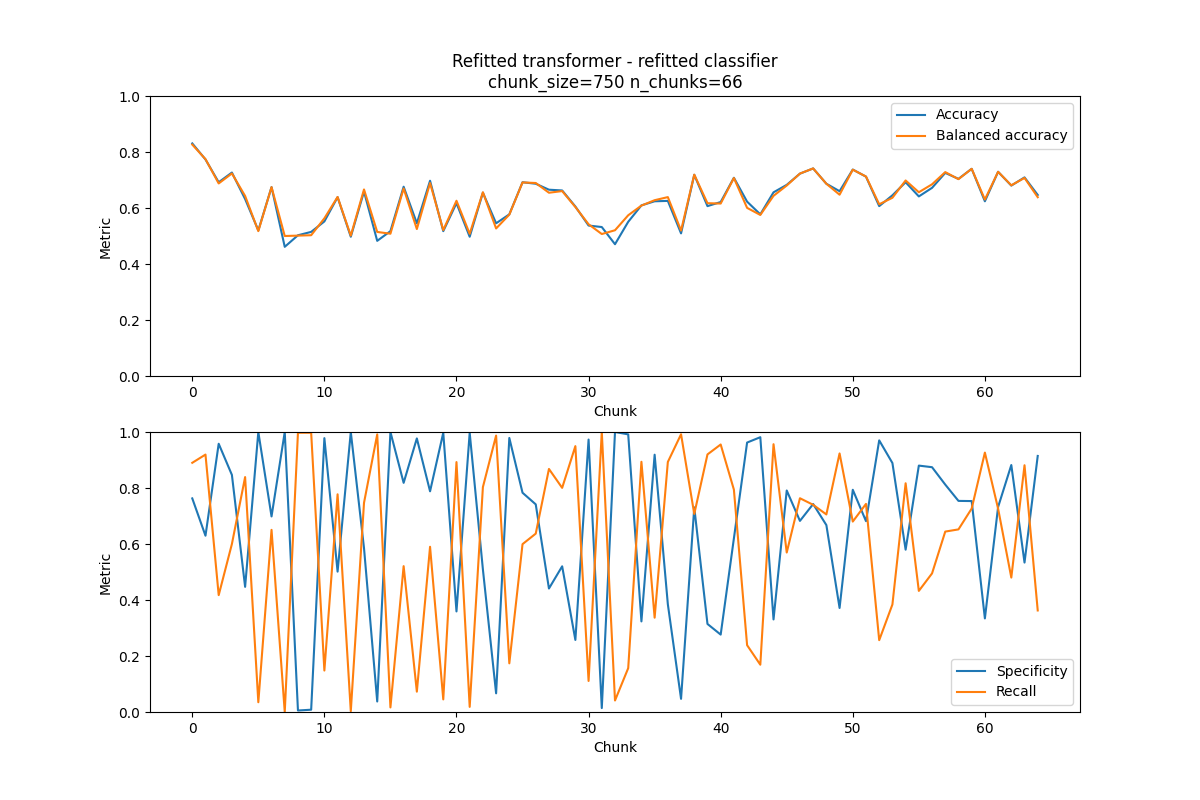 Refitted transformer - refitted classifier
chunk_size=750 n_chunks=66
1.0
0.8
0.6
0.4
0.2
0.0
Metric
Accuracy
Balanced accuracy
0 10 20 30 40 50 60
Chunk
1.0
0.8
0.6
0.4
0.2
0.0
Metric
Specificity
Recall
0 10 20 30 40 50 60
Chunk